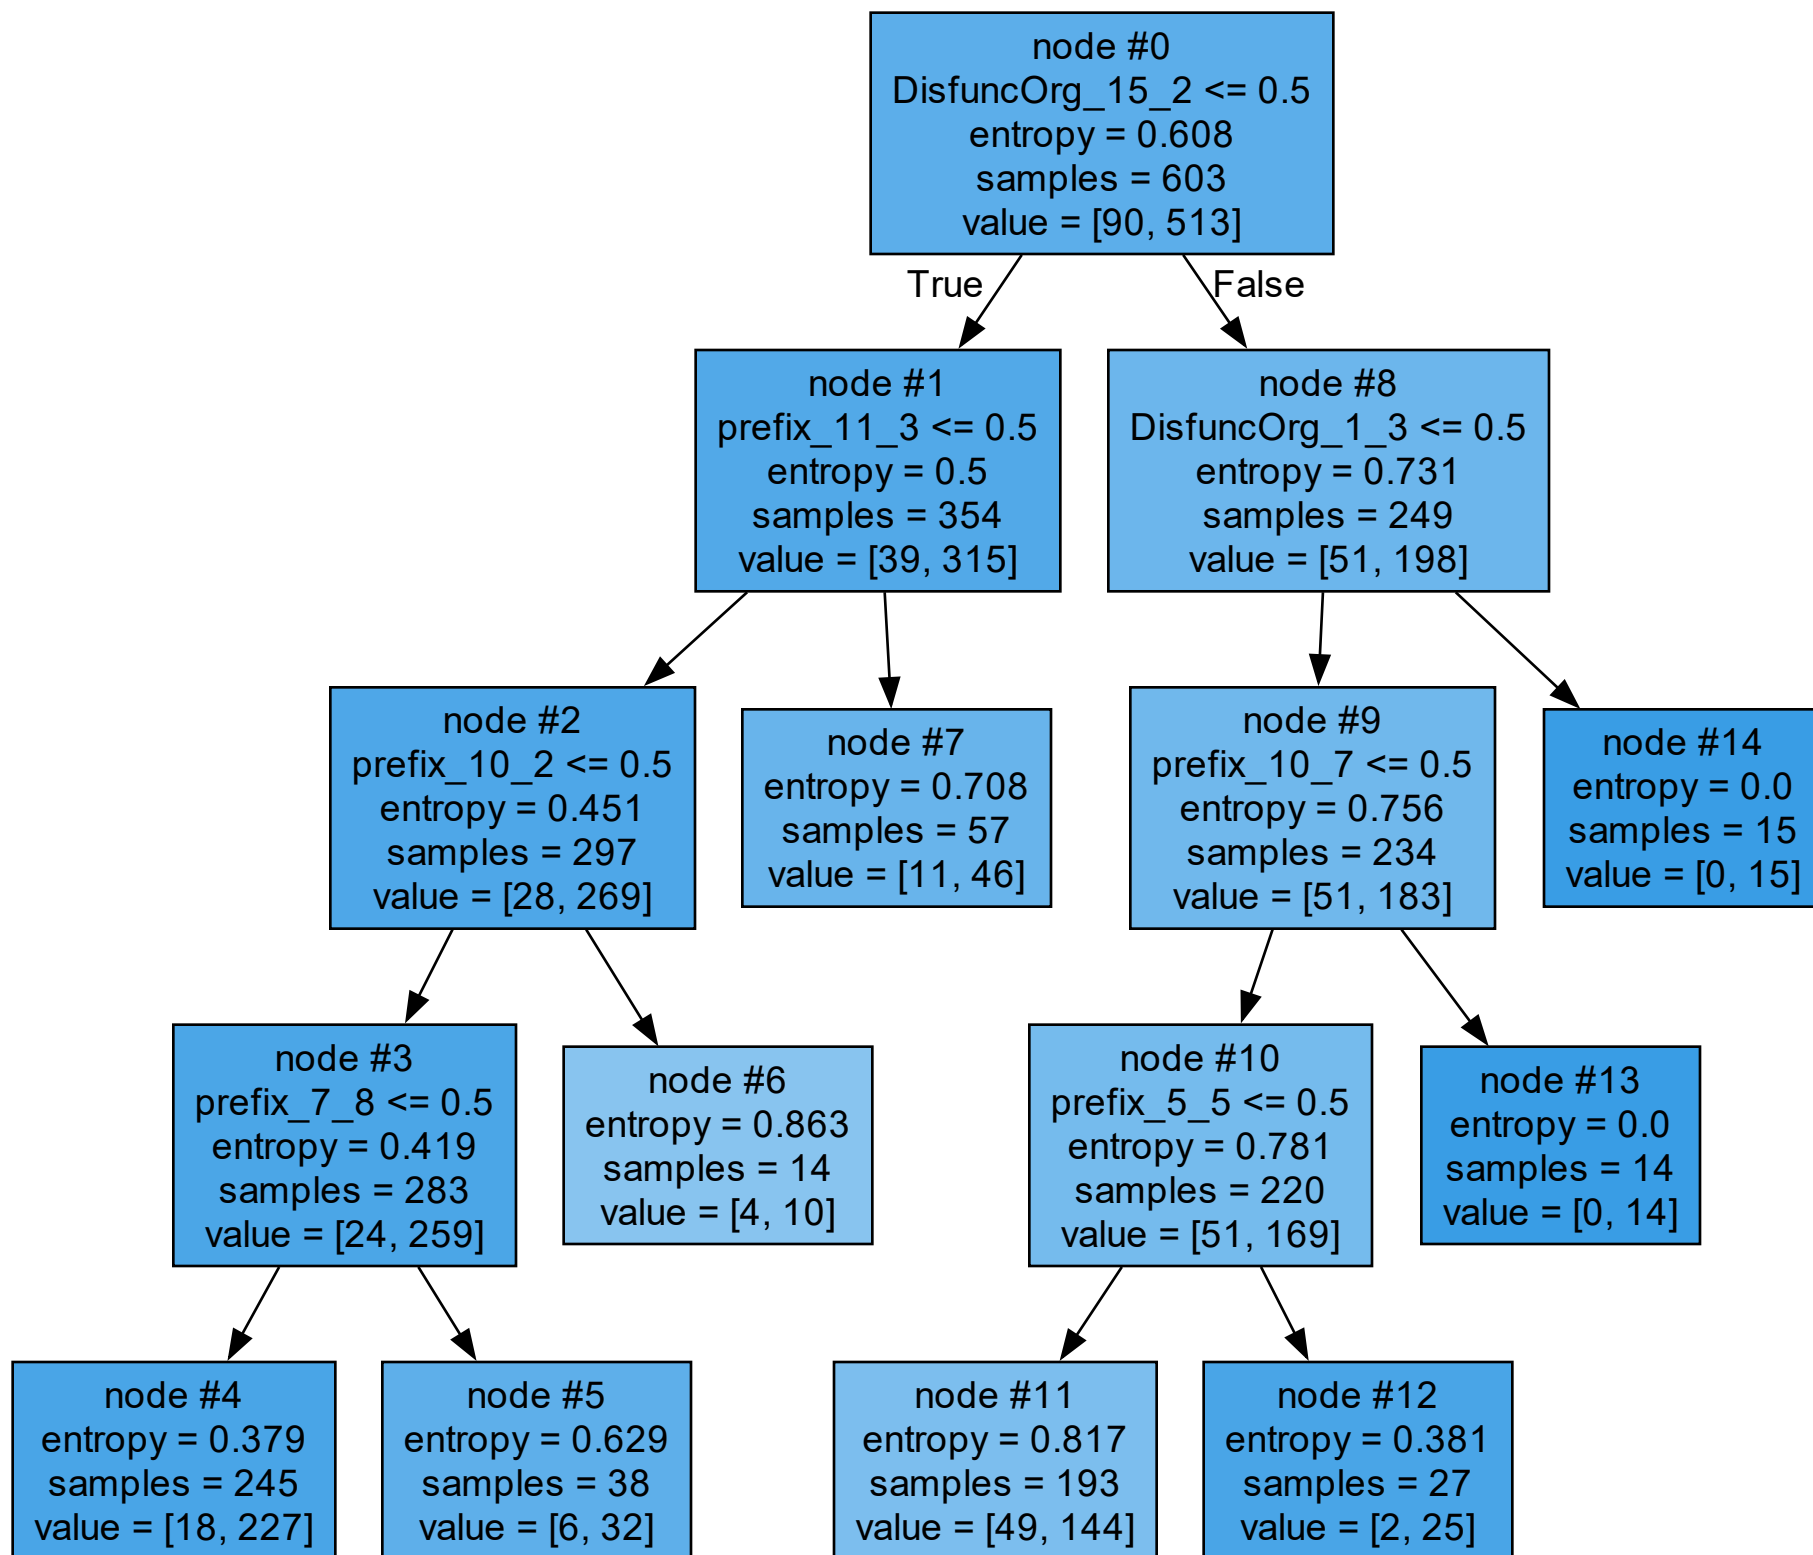 node #0
DisfuncOrg_15_2 <= 0.5
entropy = 0.608
samples = 603
value = [90, 513]
True
False
node #1
prefix_11_3 <= 0.5
entropy = 0.5
samples = 354
value = [39, 315]
node #8
DisfuncOrg_1_3 <= 0.5
entropy = 0.731
samples = 249
value = [51, 198]
node #2
prefix_10_2 <= 0.5
entropy = 0.451
samples = 297
value = [28, 269]
node #7
entropy = 0.708
samples = 57
value = [11, 46]
node #9
prefix_10_7 <= 0.5
entropy = 0.756
samples = 234
value = [51, 183]
node #14
entropy = 0.0
samples = 15
value = [0, 15]
node #3
prefix_7_8 <= 0.5
entropy = 0.419
samples = 283
value = [24, 259]
node #6
entropy = 0.863
samples = 14
value = [4, 10]
node #10
prefix_5_5 <= 0.5
entropy = 0.781
samples = 220
value = [51, 169]
node #13
entropy = 0.0
samples = 14
value = [0, 14]
node #4
entropy = 0.379
samples = 245
value = [18, 227]
node #5
entropy = 0.629
samples = 38
value = [6, 32]
node #11
entropy = 0.817
samples = 193
value = [49, 144]
node #12
entropy = 0.381
samples = 27
value = [2, 25]